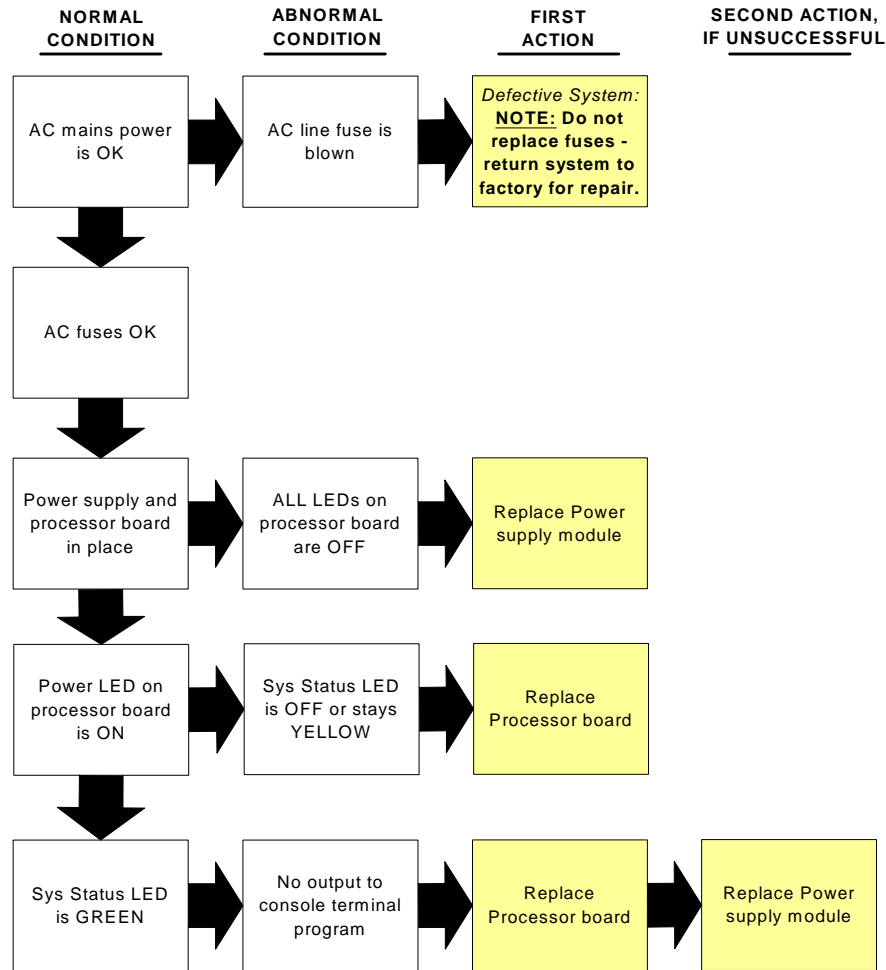 NORMAL
CONDITION
ABNORMAL
CONDITION
FIRST
ACTION
SECOND ACTION,
IF UNSUCCESSFUL
AC mains power
is OK
AC line fuse is
blown
Defective System:
NOTE: Do not
replace fuses -
return system to
factory for repair.
AC fuses OK
Power supply and
processor board
in place
ALL LEDs on
processor board
are OFF
Replace Power
supply module
Power LED on
processor board
is ON
Sys Status LED
is OFF or stays
YELLOW
Replace
Processor board
Sys Status LED
is GREEN
No output to
console terminal
program
Replace
Processor board
Replace Power
supply module